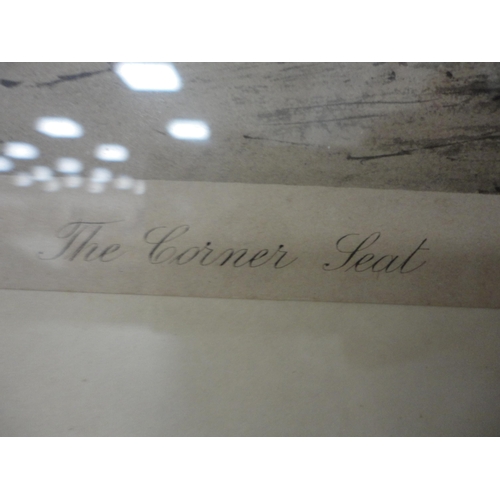 The Corner Seat